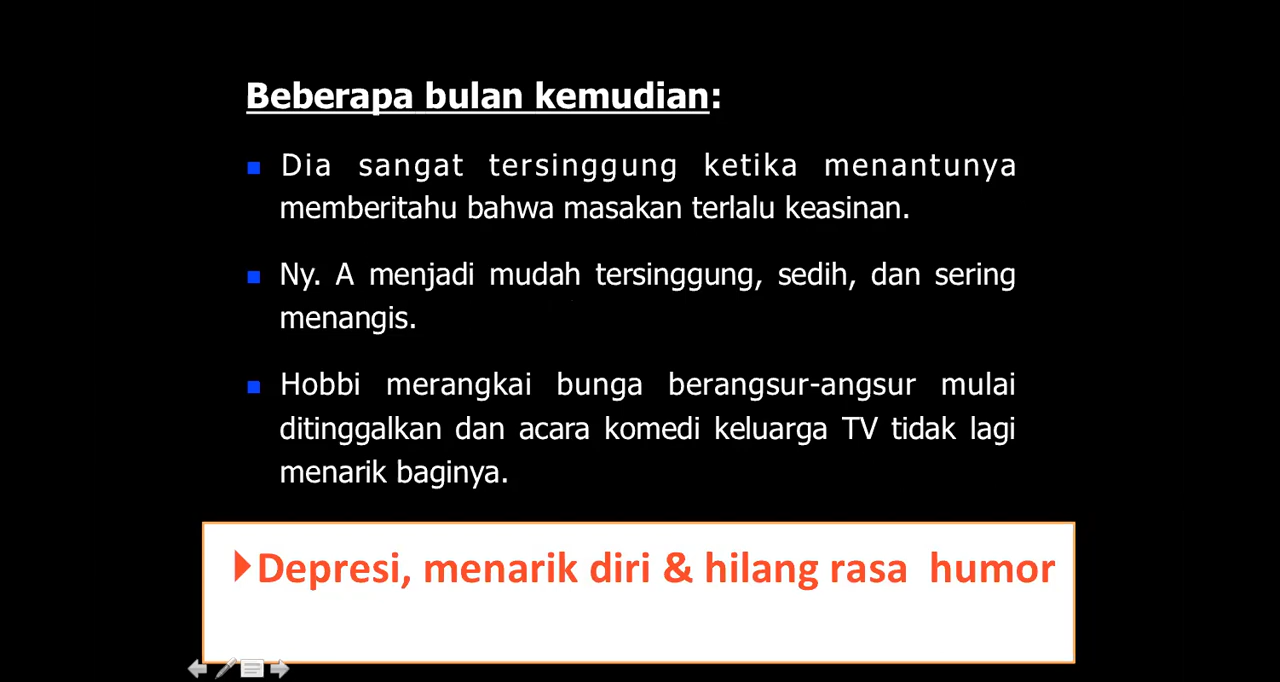 Beberapa bulan kemudian:
Dia sangat tersinggung ketika menantunya
memberitahu bahwa masakan terlalu keasinan.
Ny. A menjadi mudah tersinggung, sedih, dan sering
menangis.
Hobbi merangkai bunga berangsur-angsur mulai
ditinggalkan dan acara komedi keluarga TV tidak lagi
menarik baginya.
Depresi, menarik diri & hilang rasa humor